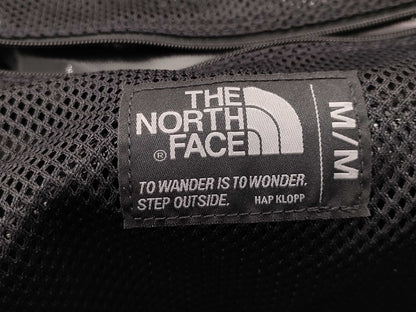 THE
NORTH
® FACE
M/M
TO WANDER IS TO WONDER.
STEP OUTSIDE. HAP KLOPP